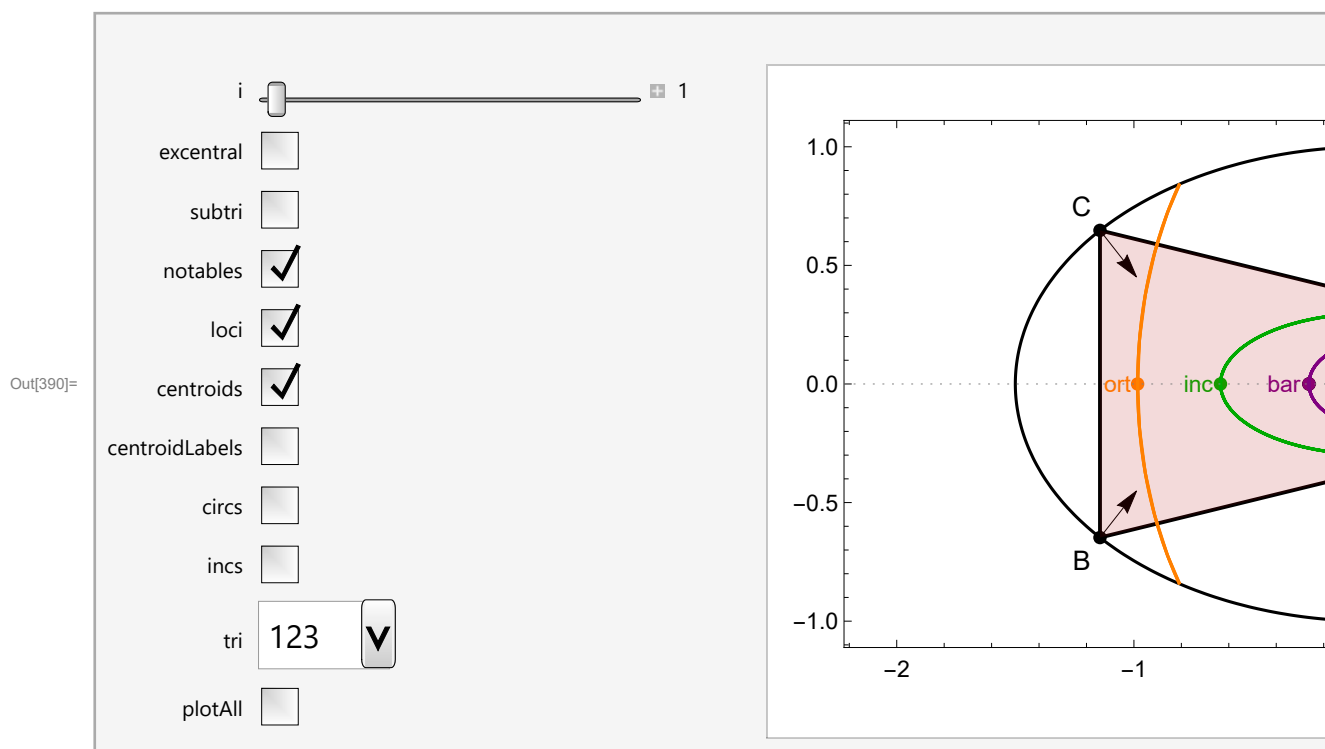 i 1
excentral
subtri
notables
loci
centroids
centroidLabels
circs
incs
tri 123
plotAll
Out[390]=
1.0
0.5
0.0
−0.5
−1.0
−2 −1
C
ort inc bar
B